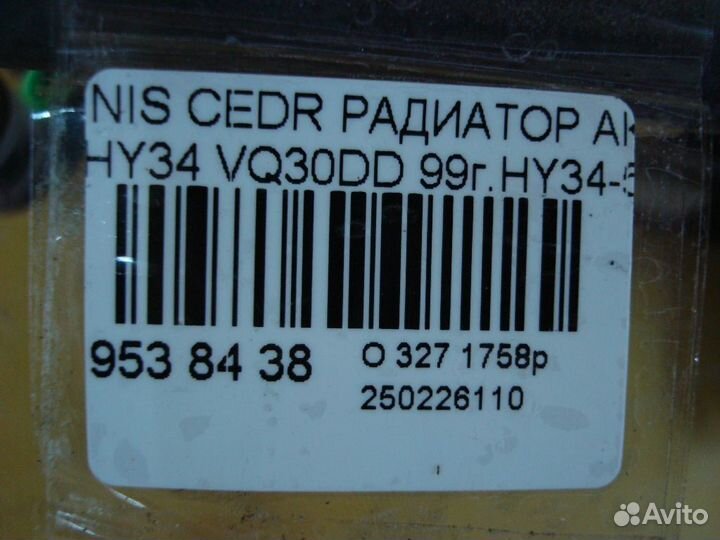 NIS CEDR РАДИАТОР АК
HY34 VQ30DD 99г.HY34-5
953 84 38
О 327 1758р
250226110
Avito